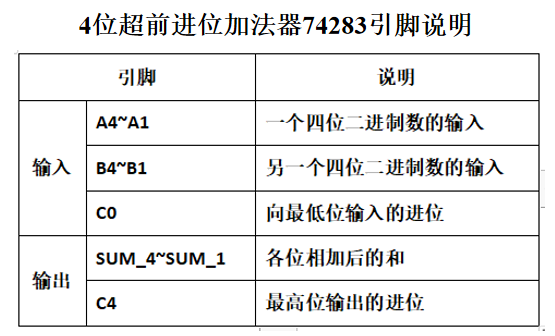 4位超前进位加法器74283引脚说明
引脚 说明
输入
A4~A1 一个四位二进制数的输入
B4~B1 另一个四位二进制数的输入
C0 向最低位输入的进位
输出
SUM_4~SUM_1 各位相加后的和
C4 最高位输出的进位